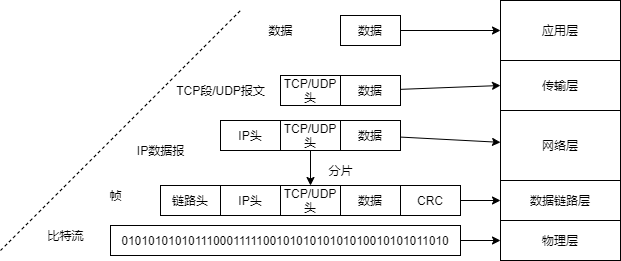 数据 数据 应用层
TCP段/UDP报文 TCP/UDP头 数据 传输层
IP数据报 IP头 TCP/UDP头 数据 网络层
分片
帧 链路头 IP头 TCP/UDP头 数据 CRC 数据链路层
比特流 0101010101011100011111001010101010101010010101011010 物理层